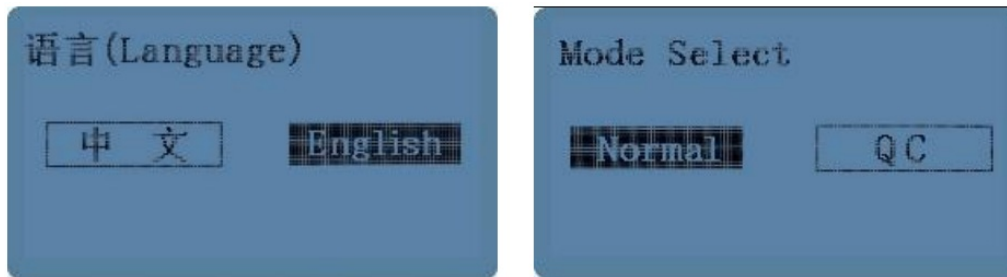 语言(Language)
中 文
English
Mode Select
Normal
QC